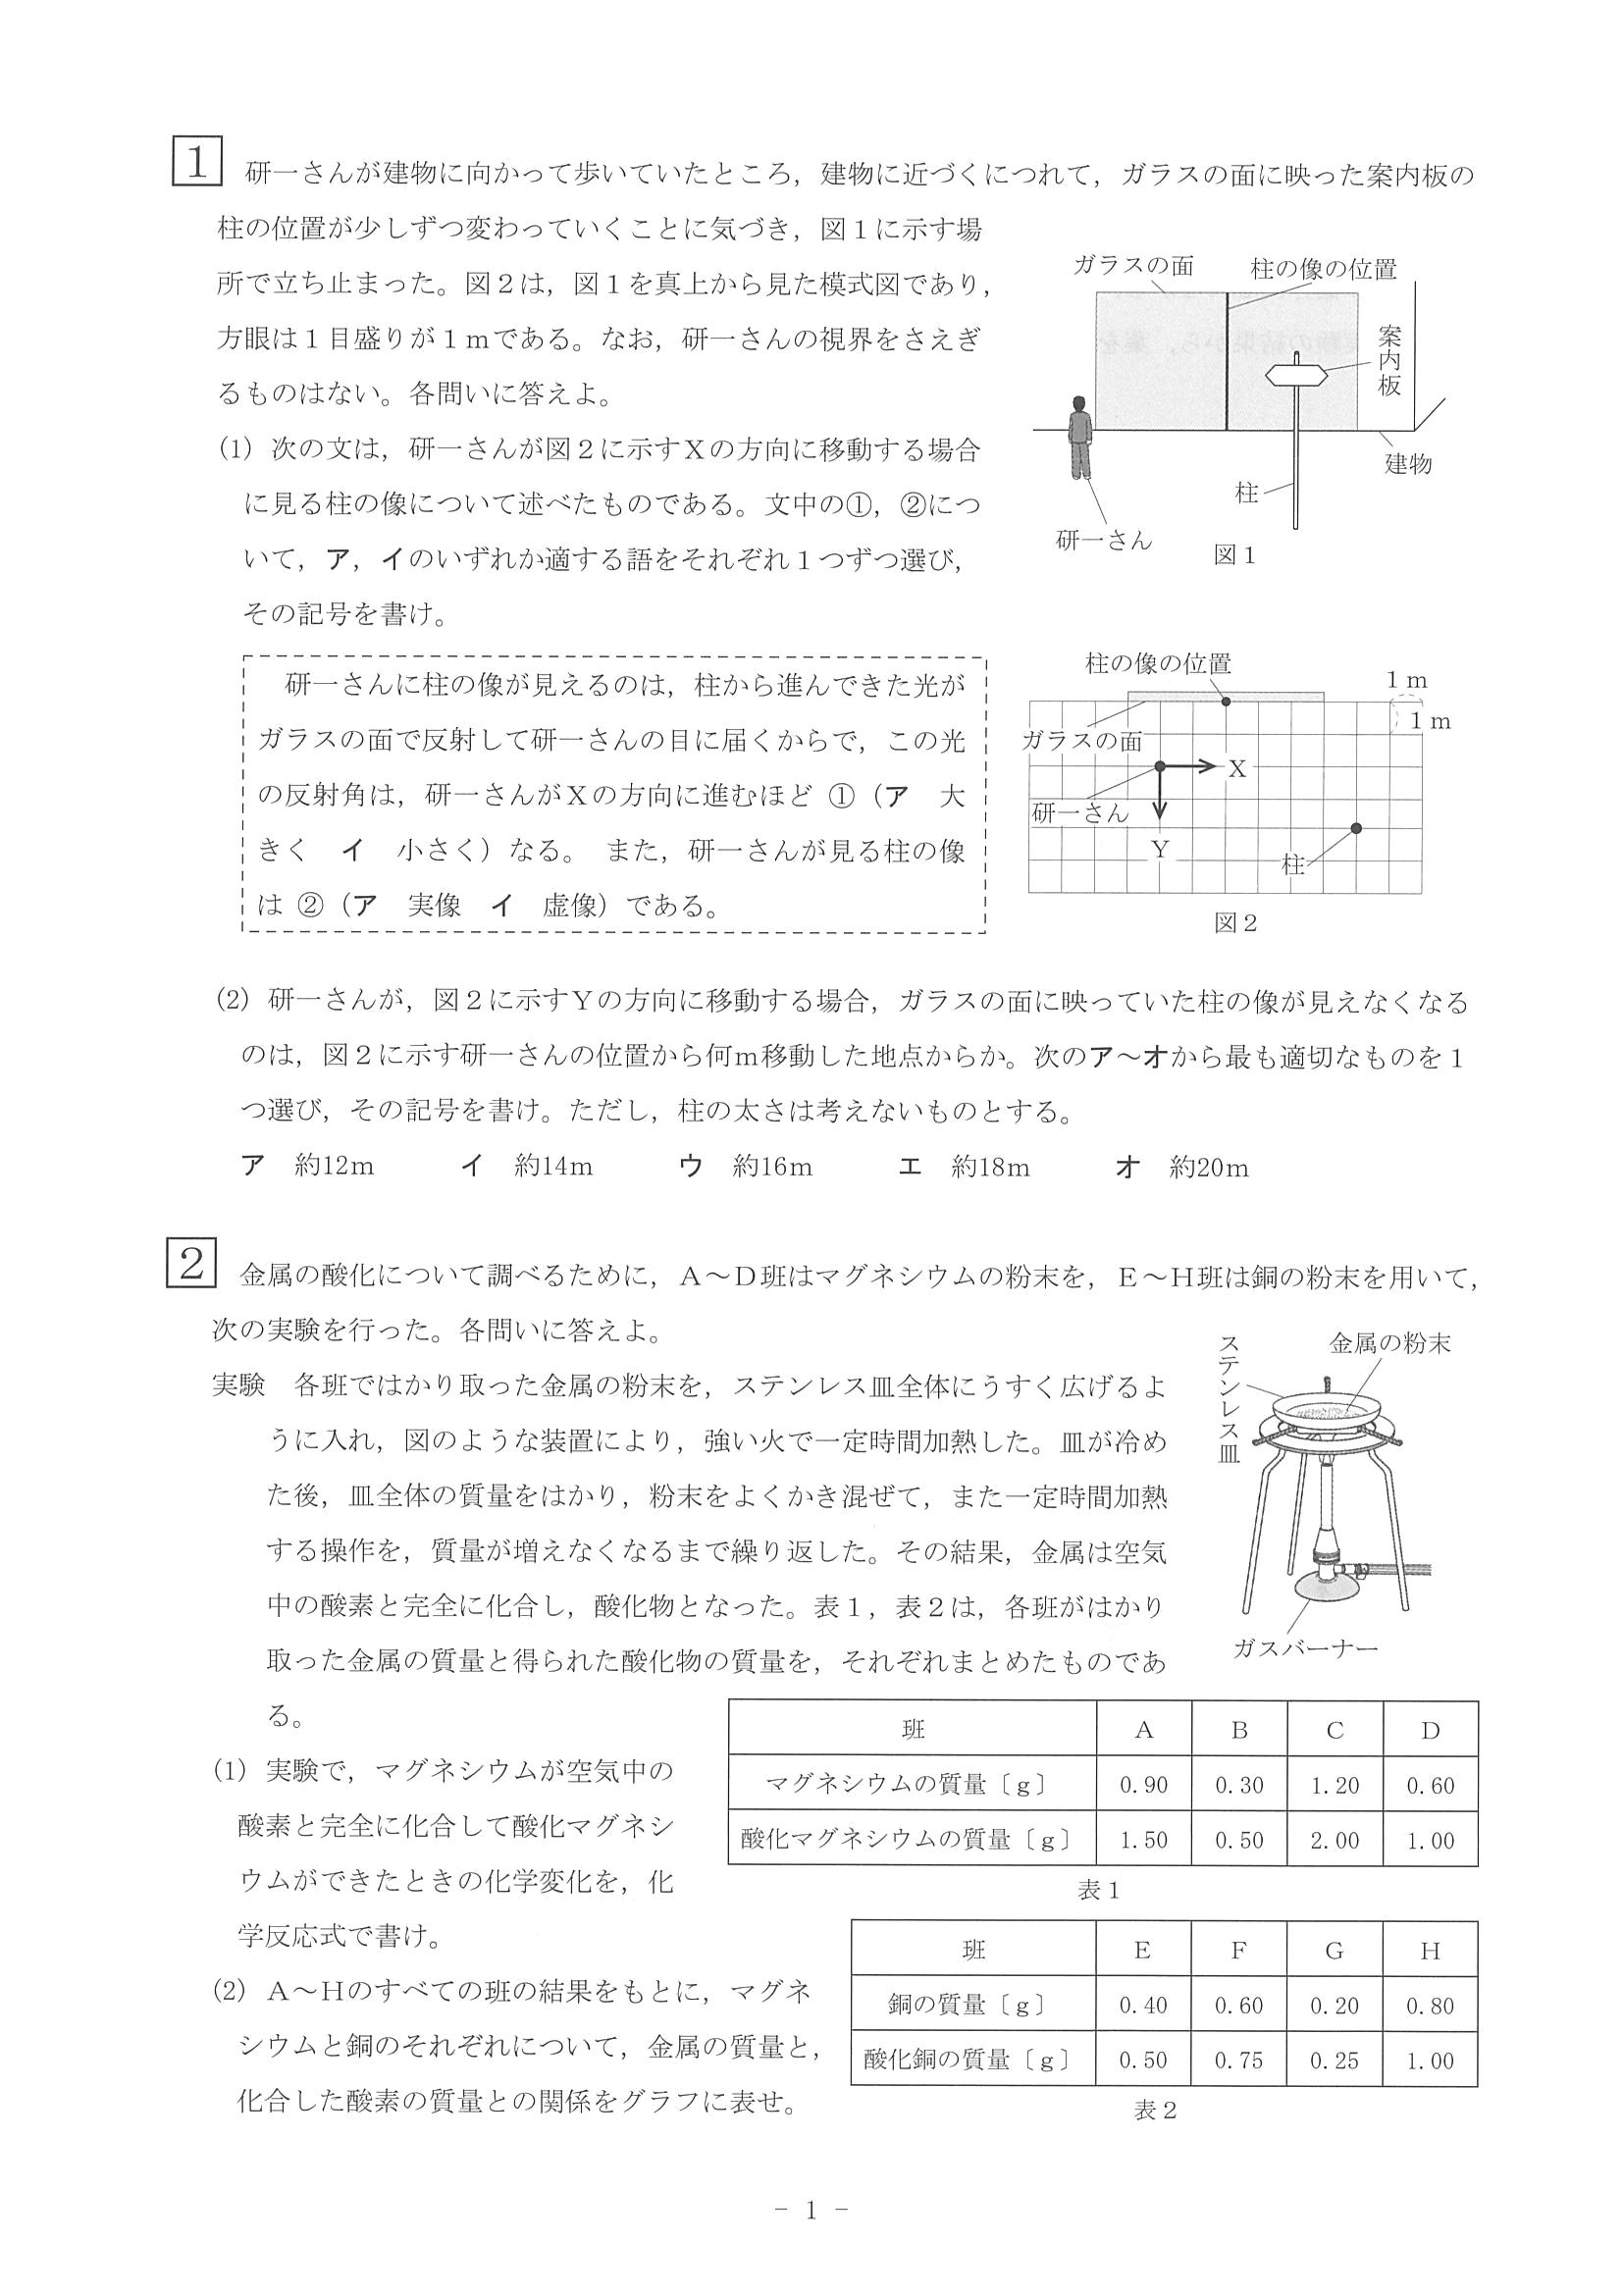 1 研一さんが建物に向かって歩いていたところ，建物に近づくにつれて，ガラスの面に映った案内板の
柱の位置が少しずつ変わっていくことに気づき，図１に示す場
所で立ち止まった。図２は，図１を真上から見た模式図であり，
方眼は１目盛りが１ｍである。なお，研一さんの視界をさえぎ
るものはない。各問いに答えよ。
(1) 次の文は，研一さんが図２に示すＸの方向に移動する場合
に見る柱の像について述べたものである。文中の①，②につ
いて，ア，イのいずれか適する語をそれぞれ１つずつ選び，
その記号を書け。
ガラスの面
柱の像の位置
案内板
建物
柱
研一さん
図１
研一さんに柱の像が見えるのは，柱から進んできた光が
ガラスの面で反射して研一さんの目に届くからで，この光
の反射角は，研一さんがＸの方向に進むほど ①（ア　大
きく　イ　小さく）なる。 また，研一さんが見る柱の像
は ②（ア　実像　イ　虚像）である。
柱の像の位置
1 m
1 m
ガラスの面
X
研一さん
Y
柱
図２
(2) 研一さんが，図２に示すＹの方向に移動する場合，ガラスの面に映っていた柱の像が見えなくなる
のは，図２に示す研一さんの位置から何ｍ移動した地点からか。次のア～オから最も適切なものを１
つ選び，その記号を書け。ただし，柱の太さは考えないものとする。
ア　約12m　イ　約14m　ウ　約16m　エ　約18m　オ　約20m
2 金属の酸化について調べるために，Ａ～Ｄ班はマグネシウムの粉末を，Ｅ～Ｈ班は銅の粉末を用いて，
次の実験を行った。各問いに答えよ。
実験　各班ではかり取った金属の粉末を，ステンレス皿全体にうすく広げるよ
うに入れ，図のような装置により，強い火で一定時間加熱した。皿が冷め
た後，皿全体の質量をはかり，粉末をよくかき混ぜて，また一定時間加熱
する操作を，質量が増えなくなるまで繰り返した。その結果，金属は空気
中の酸素と完全に化合し，酸化物となった。表１，表２は，各班がはかり
取った金属の質量と得られた酸化物の質量を，それぞれまとめたものであ
る。
ステンレス皿
金属の粉末
ガスバーナー
(1) 実験で，マグネシウムが空気中の
酸素と完全に化合して酸化マグネシ
ウムができたときの化学変化を，化
学反応式で書け。
班 A B C D
マグネシウムの質量〔g〕 0.90 0.30 1.20 0.60
酸化マグネシウムの質量〔g〕 1.50 0.50 2.00 1.00
表１
(2) Ａ～Ｈのすべての班の結果をもとに，マグネ
シウムと銅のそれぞれについて，金属の質量と，
化合した酸素の質量との関係をグラフに表せ。
班 E F G H
銅の質量〔g〕 0.40 0.60 0.20 0.80
酸化銅の質量〔g〕 0.50 0.75 0.25 1.00
表２
- 1 -